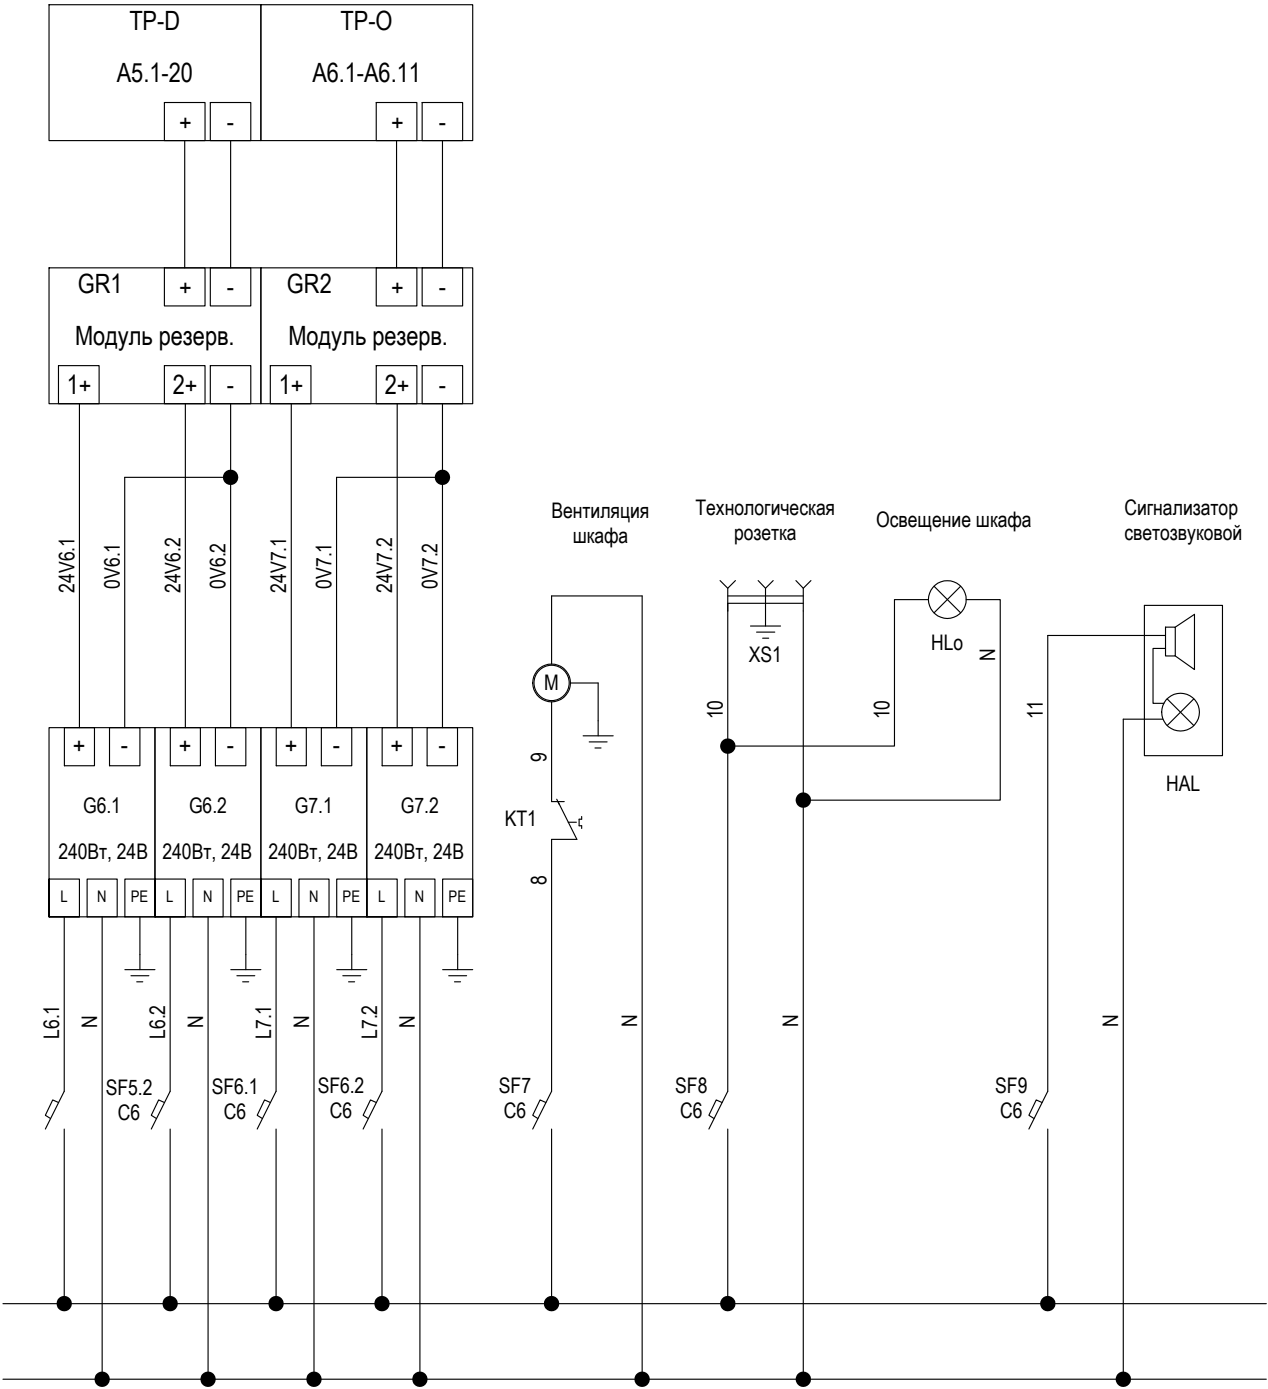 TP-D
TP-O
A5.1-20
A6.1-A6.11
+ - + -
GR1 + - GR2 + -
Модуль резерв. Модуль резерв.
1+ 2+ - 1+ 2+ -
Вентиляция
шкафа
Технологическая
розетка
Освещение шкафа
Сигнализатор
светозвуковой
24V6.1
0V6.1
24V6.2
0V6.2
24V7.1
0V7.1
24V7.2
0V7.2
XS1
HLo
N
M
10
10
11
9
HAL
+ - + - + - + -
G6.1 G6.2 G7.1 G7.2
KT1
240Вт, 24В 240Вт, 24В 240Вт, 24В 240Вт, 24В
8
L N PE L N PE L N PE L N PE
L6.1
N
L6.2
N
L7.1
N
L7.2
N
N
N
N
SF5.2
C6
SF6.1
C6
SF6.2
C6
SF7
C6
SF8
C6
SF9
C6